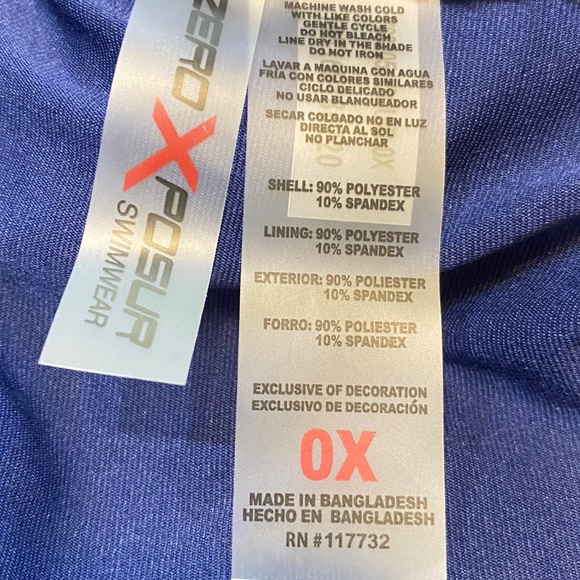 ZEROXPOSUR
SWIMWEAR
MACHINE WASH COLD
WITH LIKE COLORS
GENTLE CYCLE
DO NOT BLEACH
LINE DRY IN THE SHADE
DO NOT IRON
LAVAR A MAQUINA CON AGUA
FRIA CON COLORES SIMILARES
CICLO DELICADO
NO USAR BLANQUEADOR
SECAR COLGADO NO EN LUZ
DIRECTA AL SOL
NO PLANCHAR
SHELL: 90% POLYESTER
10% SPANDEX
LINING: 90% POLYESTER
10% SPANDEX
EXTERIOR: 90% POLIESTER
10% SPANDEX
FORRO: 90% POLIESTER
10% SPANDEX
EXCLUSIVE OF DECORATION
EXCLUSIVO DE DECORACIÓN
0X
MADE IN BANGLADESH
HECHO EN BANGLADESH
RN #117732